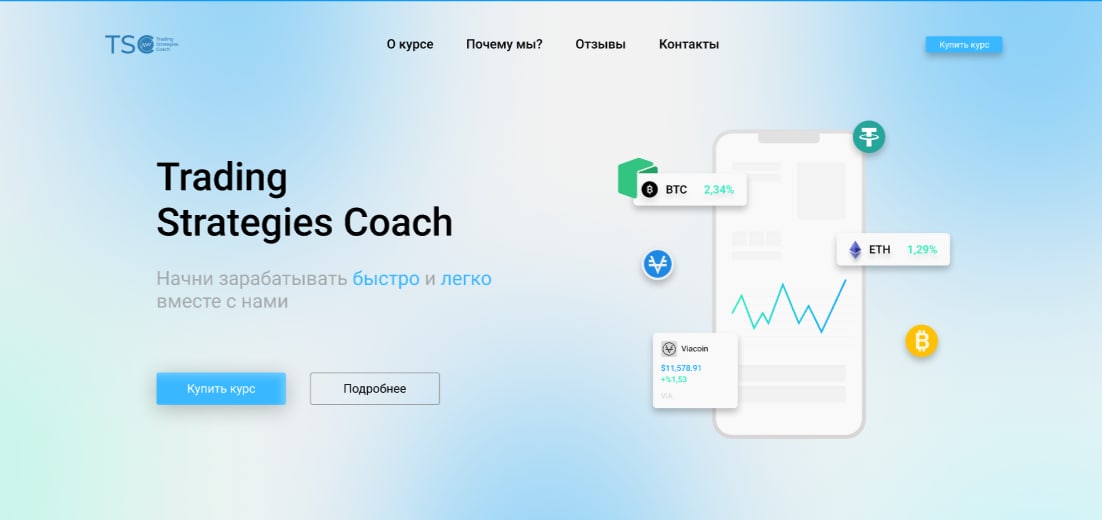 TSC
Trading
Strategies
Coach
О курсе
Почему мы?
Отзывы
Контакты
Купить курс
Trading
Strategies Coach
Начни зарабатывать быстро и легко
вместе с нами
Купить курс
Подробнее
BTC 2,34%
ETH 1,29%
Viacoin
$11,578.91
+%1,53
VIA